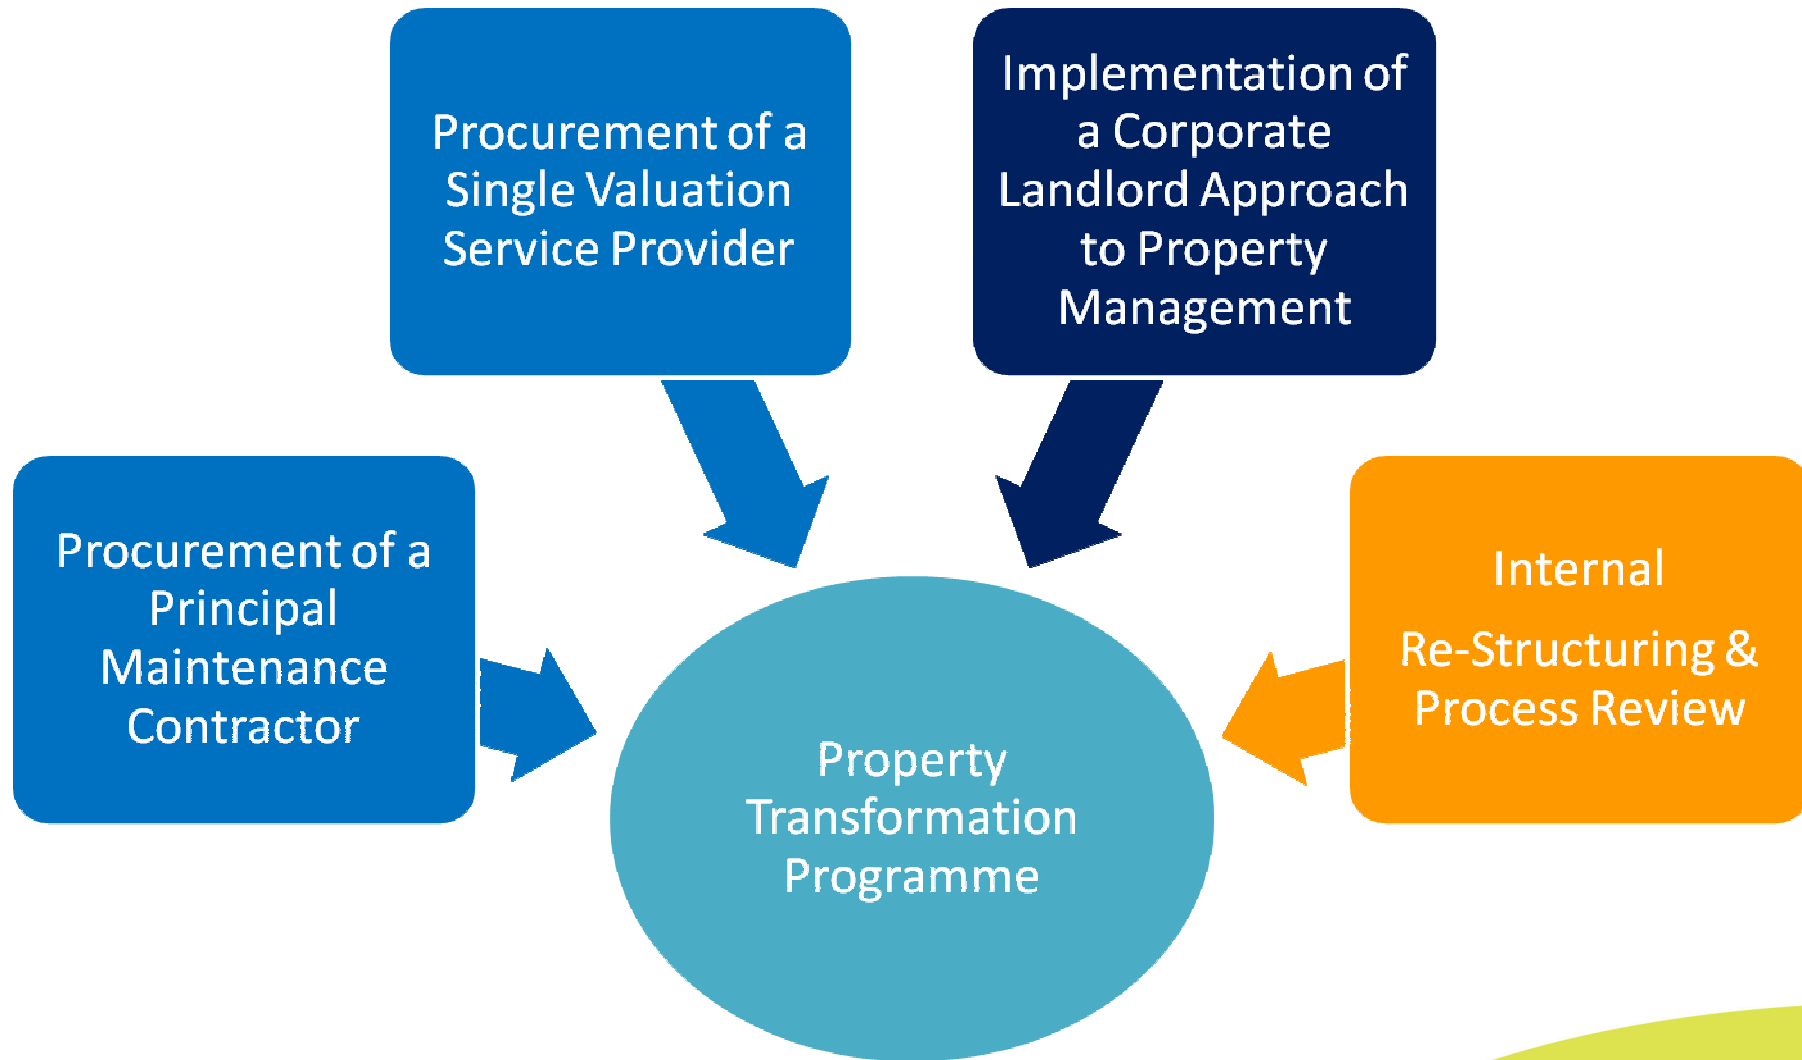 Procurement of a
Single Valuation
Service Provider
Implementation of
a Corporate
Landlord Approach
to Property
Management
Procurement of a
Principal
Maintenance
Contractor
Internal
Re-Structuring &
Process Review
Property
Transformation
Programme